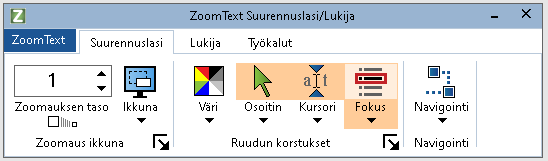 ZoomText Suurennuslasi/Lukija
ZoomText Suurennuslasi Lukija Työkalut
1
Zoomauksen taso Ikkuna Väri Osoitin Kursori Fokus Navigointi
Zoomaus ikkuna Ruudun korstukset Navigointi